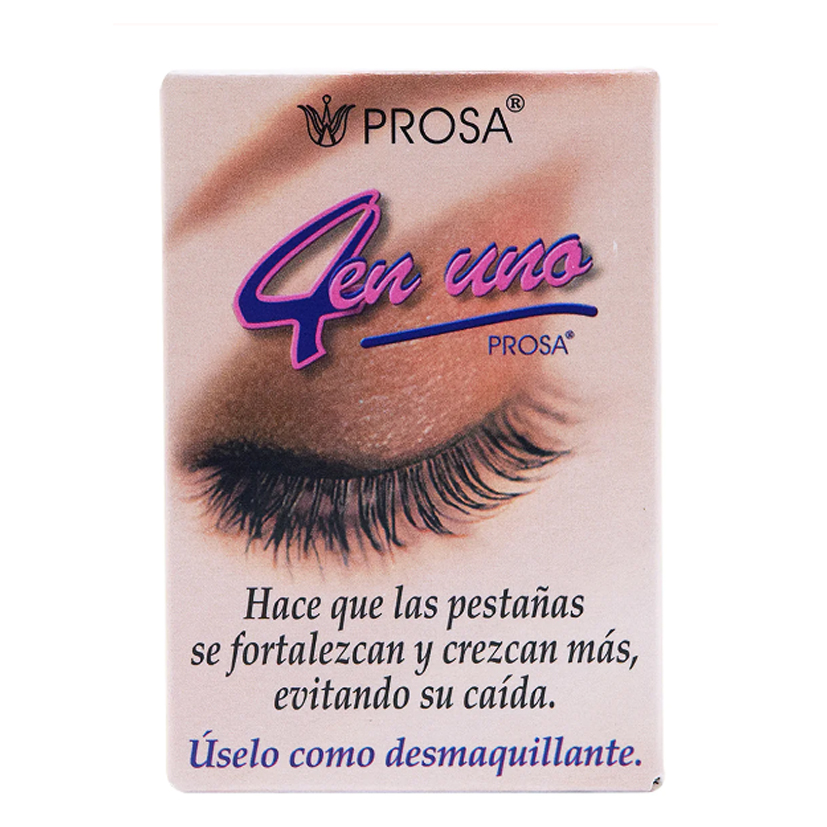 PROSA®
4en uno
PROSA®
Hace que las pestañas
se fortalezcan y crezcan más,
evitando su caída.
Úselo como desmaquillante.